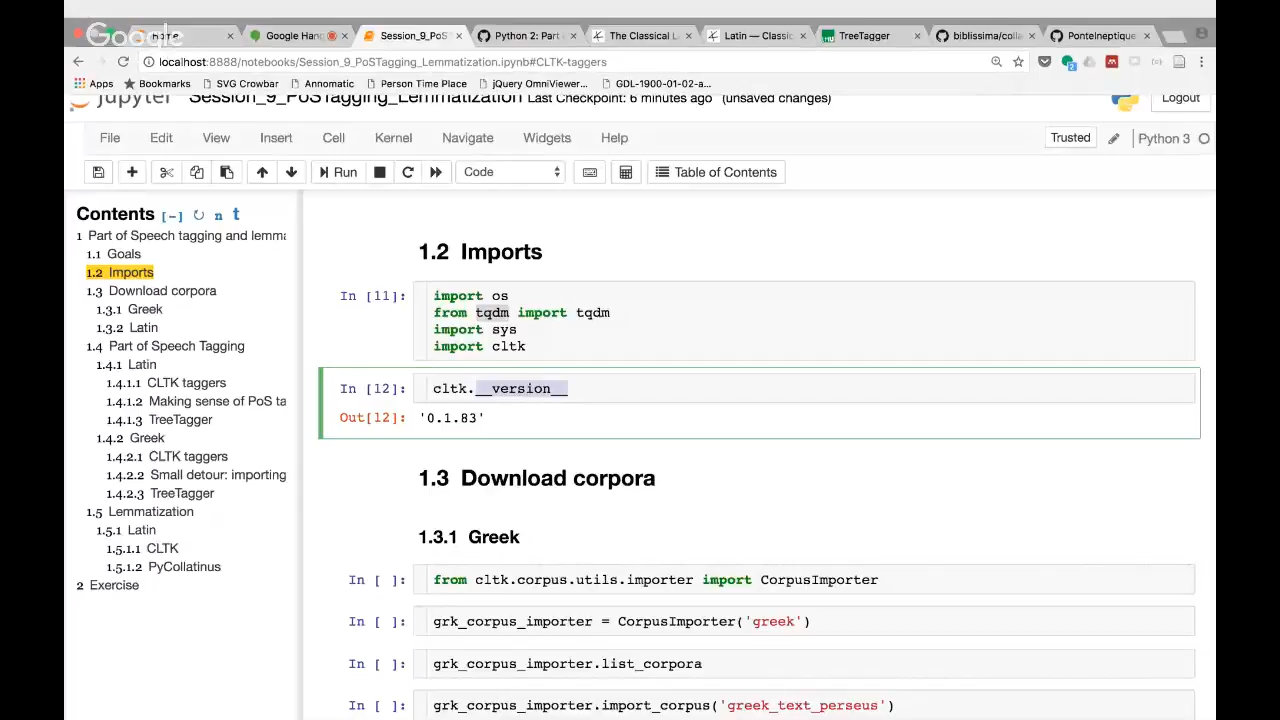 Google
Google Hang
Session_9_PoS
Python 2: Part
The Classical L
Latin — Classic
TreeTagger
biblissima/colla
PonteIneptique
localhost:8888/notebooks/Session_9_PoSTagging_Lemmatization.ipynb#CLTK-taggers
Apps Bookmarks SVG Crowbar Annomatic Person Time Place jQuery OmniViewer... GDL-1900-01-02-a...
jupyter Session_9_PoSTagging_Lemmatization Last Checkpoint: 6 minutes ago (unsaved changes) Logout
File Edit View Insert Cell Kernel Navigate Widgets Help Trusted Python 3
Run Code Table of Contents
Contents [-] n t
1 Part of Speech tagging and lemma
1.1 Goals
1.2 Imports
1.3 Download corpora
1.3.1 Greek
1.3.2 Latin
1.4 Part of Speech Tagging
1.4.1 Latin
1.4.1.1 CLTK taggers
1.4.1.2 Making sense of PoS ta
1.4.1.3 TreeTagger
1.4.2 Greek
1.4.2.1 CLTK taggers
1.4.2.2 Small detour: importing
1.4.2.3 TreeTagger
1.5 Lemmatization
1.5.1 Latin
1.5.1.1 CLTK
1.5.1.2 PyCollatinus
2 Exercise
1.2 Imports
In [11]: import os
from tqdm import tqdm
import sys
import cltk
In [12]: cltk.__version__
Out[12]: '0.1.83'
1.3 Download corpora
1.3.1 Greek
In [ ]: from cltk.corpus.utils.importer import CorpusImporter
In [ ]: grk_corpus_importer = CorpusImporter('greek')
In [ ]: grk_corpus_importer.list_corpora
In [ ]: grk_corpus_importer.import_corpus('greek_text_perseus')